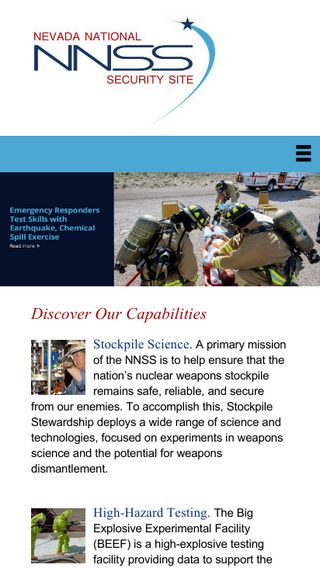 NEVADA NATIONAL
NNSS
SECURITY SITE
Emergency Responders
Test Skills with
Earthquake, Chemical
Spill Exercise
Read more >
Discover Our Capabilities
Stockpile Science. A primary mission
of the NNSS is to help ensure that the
nation's nuclear weapons stockpile
remains safe, reliable, and secure
from our enemies. To accomplish this, Stockpile
Stewardship deploys a wide range of science and
technologies, focused on experiments in weapons
science and the potential for weapons
dismantlement.
High-Hazard Testing. The Big
Explosive Experimental Facility
(BEEF) is a high-explosive testing
facility providing data to support the